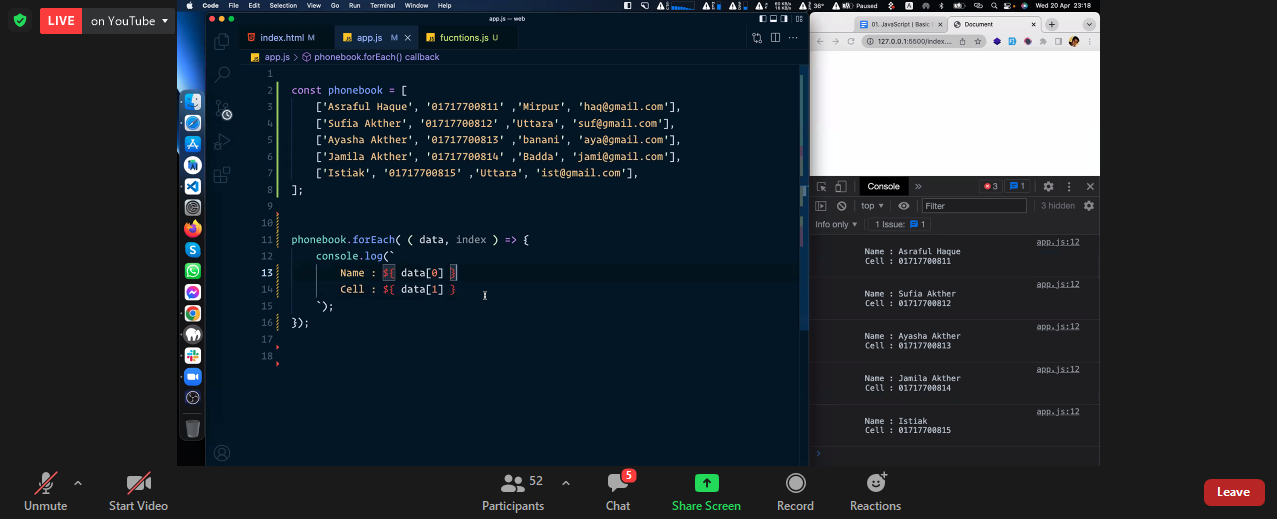 LIVE on YouTube
Code File Edit Selection View Go Run Terminal Window Help
Paused Wed 20 Apr 23:18
app.js — web
index.html M app.js M fucntions.js U
app.js > phonebook.forEach() callback
1
2 const phonebook = [
3 ['Asraful Haque', '01717700811' ,'Mirpur', 'haq@gmail.com'],
4 ['Sufia Akther', '01717700812' ,'Uttara', 'suf@gmail.com'],
5 ['Ayasha Akther', '01717700813' ,'banani', 'aya@gmail.com'],
6 ['Jamila Akther', '01717700814' ,'Badda', 'jami@gmail.com'],
7 ['Istiak', '01717700815' ,'Uttara', 'ist@gmail.com'],
8 ];
9
10
11 phonebook.forEach( ( data, index ) => {
12 console.log(`
13 Name : ${ data[0] }
14 Cell : ${ data[1] }
15 `);
16 });
17
18
01. JavaScript | Basic | Document
127.0.0.1:5500/index....
Console » 3 1
top Filter 3 hidden
Info only 1 Issue: 1
app.js:12
Name : Asraful Haque
Cell : 01717700811
app.js:12
Name : Sufia Akther
Cell : 01717700812
app.js:12
Name : Ayasha Akther
Cell : 01717700813
app.js:12
Name : Jamila Akther
Cell : 01717700814
app.js:12
Name : Istiak
Cell : 01717700815
>
Unmute Start Video Participants 52 Chat 5 Share Screen Record Reactions Leave